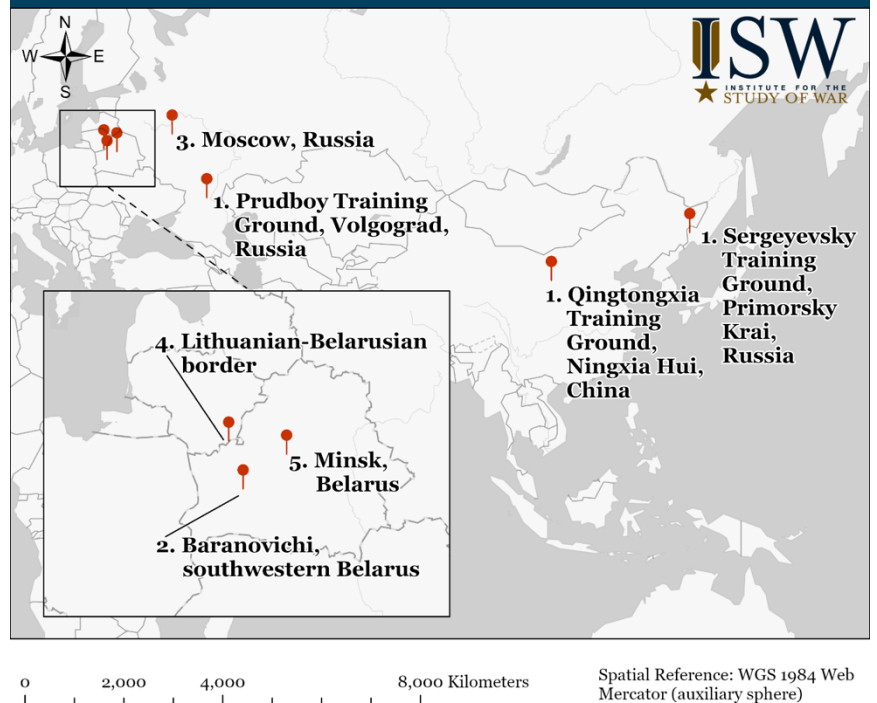 N
W E
S
ISW
INSTITUTE FOR THE
STUDY OF WAR
3. Moscow, Russia
1. Prudboy Training
Ground, Volgograd,
Russia
1. Sergeyevsky
Training
Ground,
Primorsky
Krai,
Russia
1. Qingtongxia
Training
Ground,
Ningxia Hui,
China
4. Lithuanian-Belarusian
border
5. Minsk,
Belarus
2. Baranovichi,
southwestern Belarus
0 2,000 4,000 8,000 Kilometers
Spatial Reference: WGS 1984 Web
Mercator (auxiliary sphere)